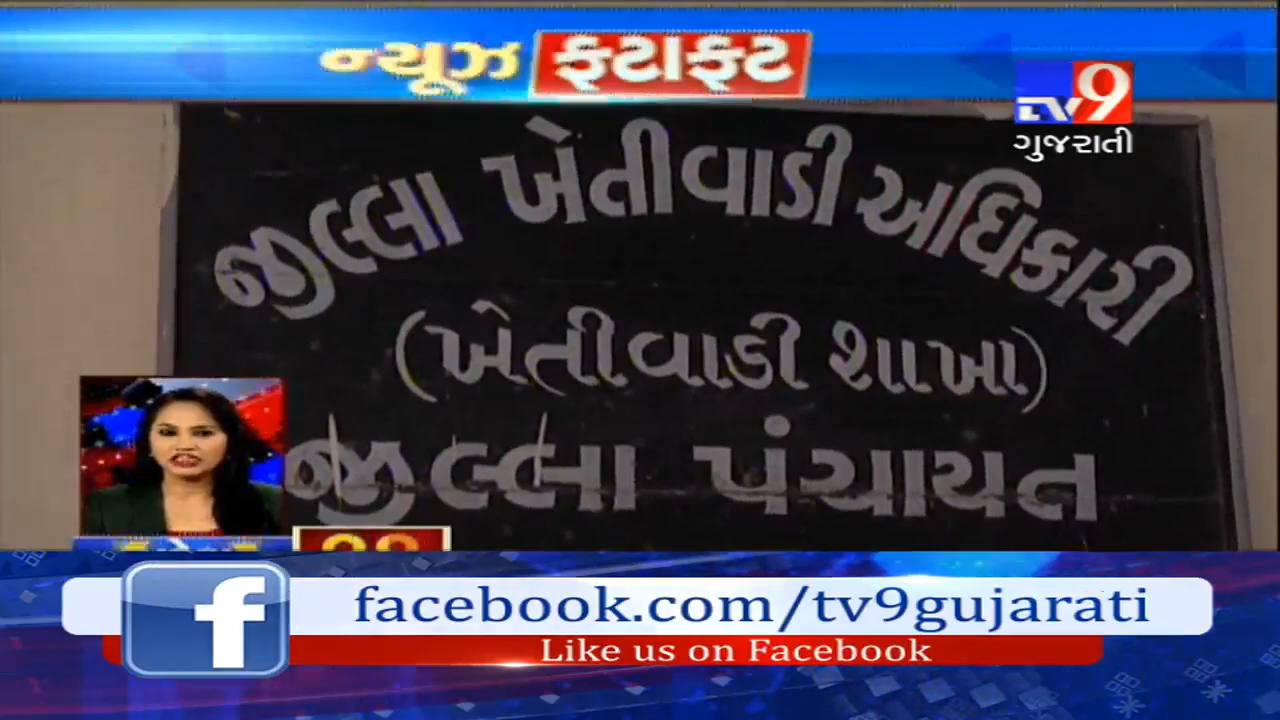 ન્યૂઝ ફટાફટ
TV9
ગુજરાતી
જીલ્લા ખેતીવાડી અધિકારી
(ખેતીવાડી શાખા)
જીલ્લા પંચાયત
facebook.com/tv9gujarati
Like us on Facebook